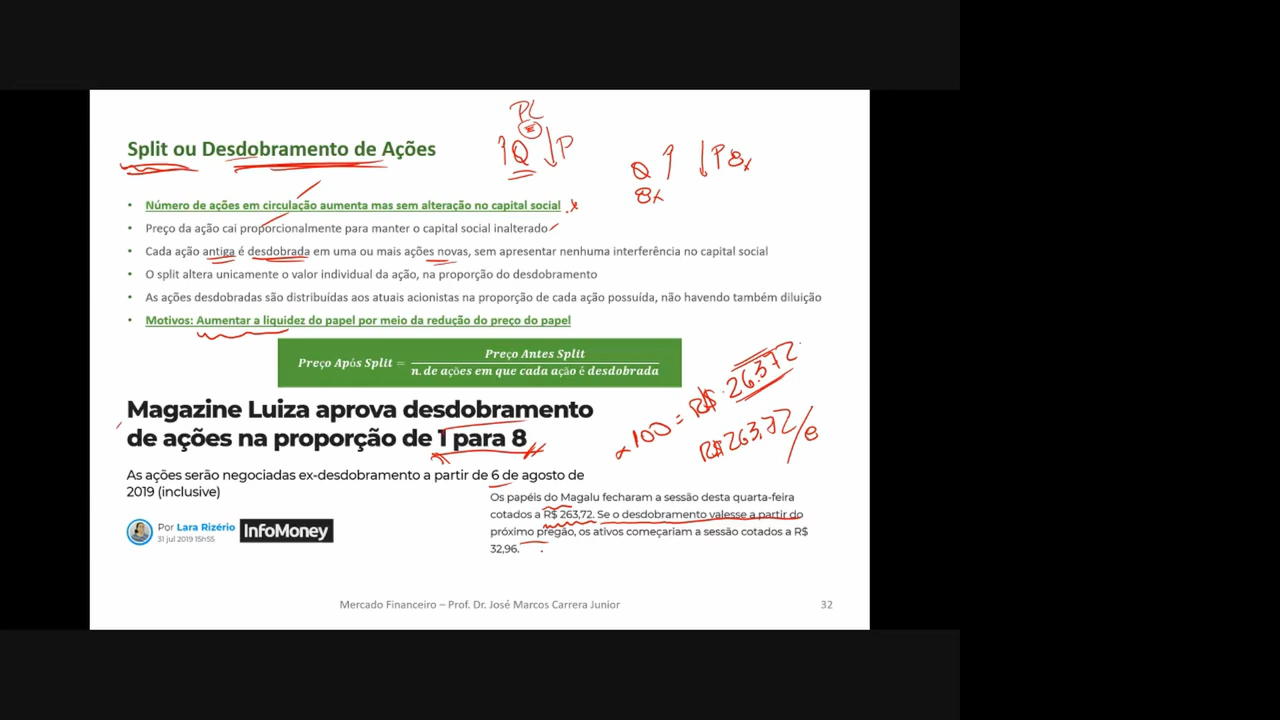 PL
=
Split ou Desdobramento de Ações
Q P
Q P 8x
8x
• Número de ações em circulação aumenta mas sem alteração no capital social
• Preço da ação cai proporcionalmente para manter o capital social inalterado
• Cada ação antiga é desdobrada em uma ou mais ações novas, sem apresentar nenhuma interferência no capital social
• O split altera unicamente o valor individual da ação, na proporção do desdobramento
• As ações desdobradas são distribuídas aos atuais acionistas na proporção de cada ação possuída, não havendo também diluição
• Motivos: Aumentar a liquidez do papel por meio da redução do preço do papel
Preço Após Split = Preço Antes Split
n. de ações em que cada ação é desdobrada
x 100 = R$ 26.372
R$ 263,72/8
Magazine Luiza aprova desdobramento
de ações na proporção de 1 para 8
As ações serão negociadas ex-desdobramento a partir de 6 de agosto de
2019 (inclusive)
Por Lara Rizério
31 jul 2019 15h55
InfoMoney
Os papéis do Magalu fecharam a sessão desta quarta-feira
cotados a R$ 263,72. Se o desdobramento valesse a partir do
próximo pregão, os ativos começariam a sessão cotados a R$
32,96.
Mercado Financeiro – Prof. Dr. José Marcos Carrera Junior
32